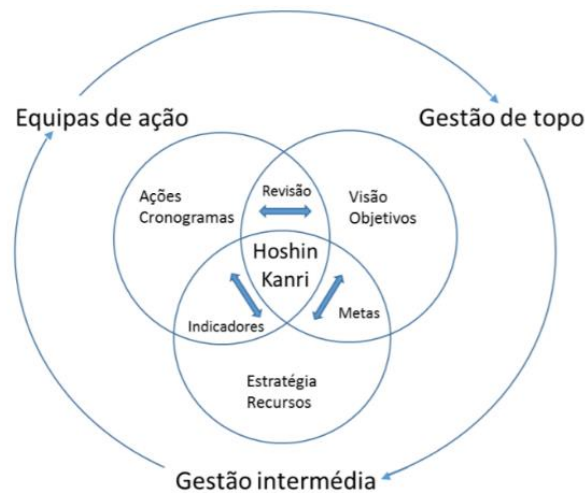 Equipas de ação
Gestão de topo
Ações
Cronogramas
Revisão
Visão
Objetivos
Hoshin
Kanri
Indicadores
Metas
Estratégia
Recursos
Gestão intermédia